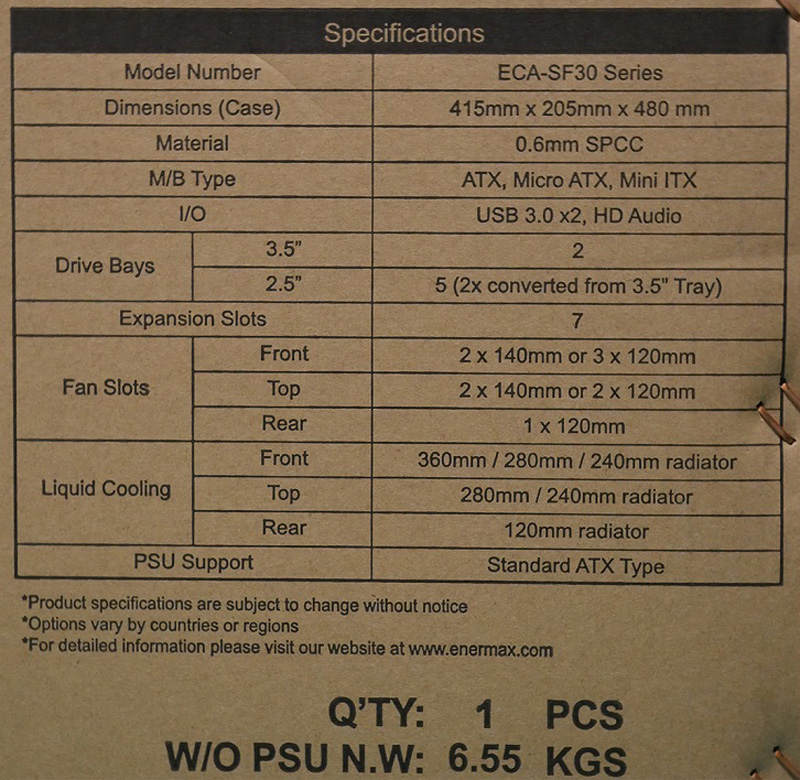 Specifications
Model Number ECA-SF30 Series
Dimensions (Case) 415mm x 205mm x 480 mm
Material 0.6mm SPCC
M/B Type ATX, Micro ATX, Mini ITX
I/O USB 3.0 x2, HD Audio
Drive Bays 3.5” 2
2.5” 5 (2x converted from 3.5" Tray)
Expansion Slots 7
Fan Slots Front 2 x 140mm or 3 x 120mm
Top 2 x 140mm or 2 x 120mm
Rear 1 x 120mm
Liquid Cooling Front 360mm / 280mm / 240mm radiator
Top 280mm / 240mm radiator
Rear 120mm radiator
PSU Support Standard ATX Type
*Product specifications are subject to change without notice
*Options vary by countries or regions
*For detailed information please visit our website at www.enermax.com
Q’TY: 1 PCS
W/O PSU N.W: 6.55 KGS